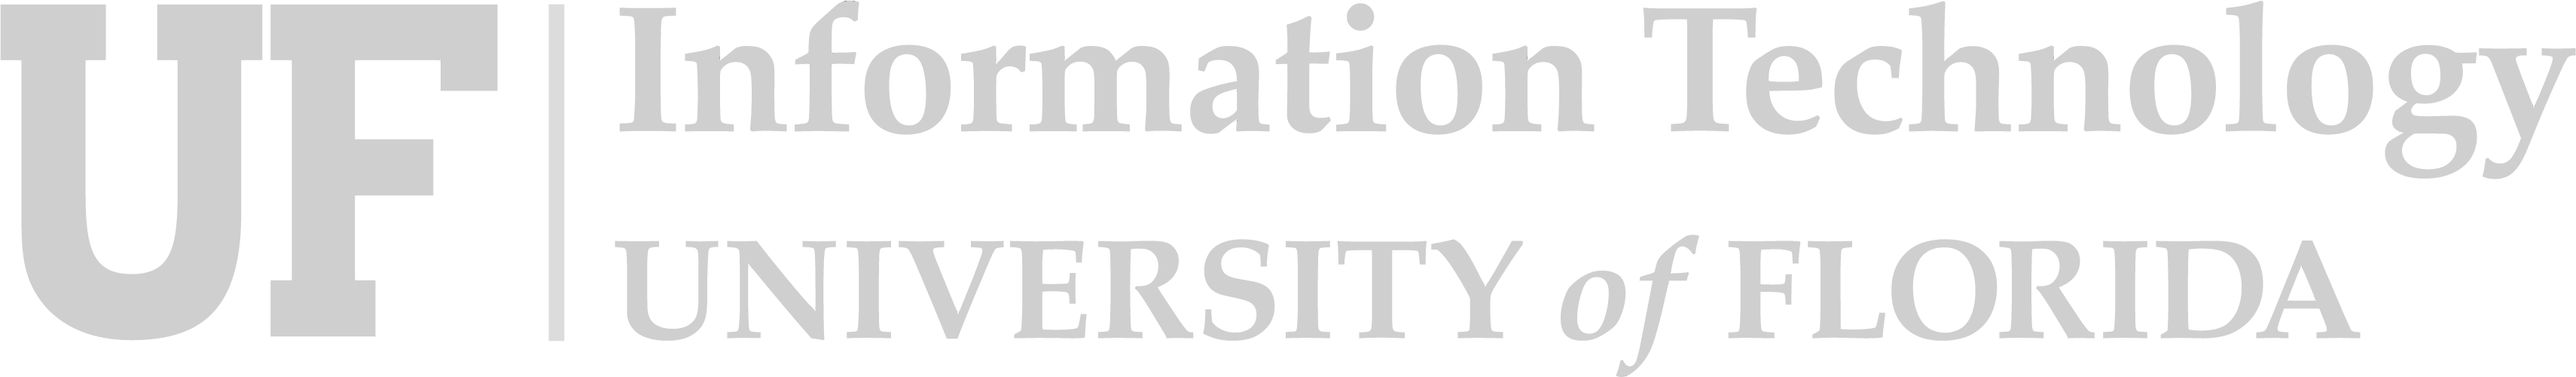 UF
Information Technology
UNIVERSITY of FLORIDA